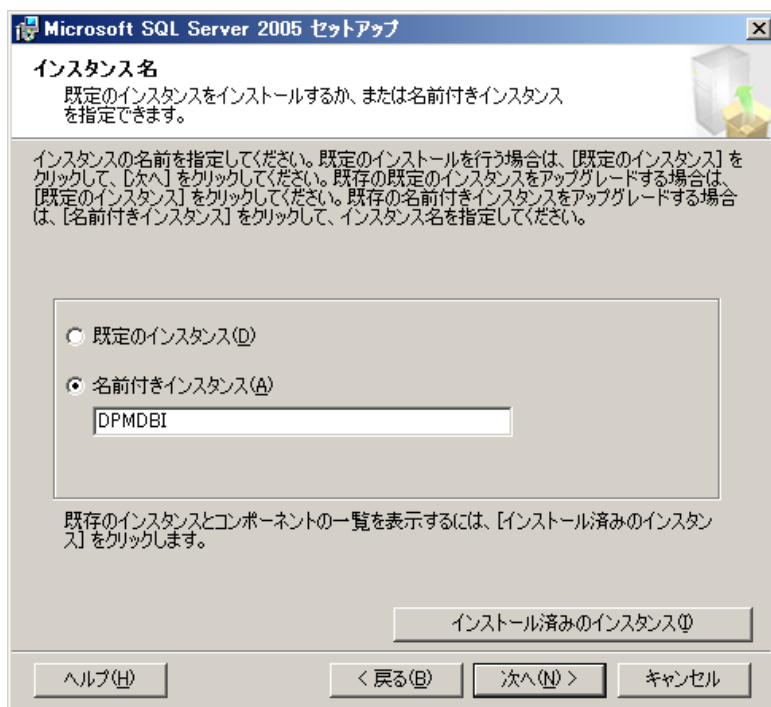 Microsoft SQL Server 2005 セットアップ
インスタンス名
既定のインスタンスをインストールするか、または名前付きインスタンス
を指定できます。
インスタンスの名前を指定してください。既定のインストールを行う場合は、[既定のインスタンス] を
クリックして、[次へ] をクリックしてください。既存の既定のインスタンスをアップグレードする場合は、
[既定のインスタンス] をクリックしてください。既存の名前付きインスタンスをアップグレードする場合
は、[名前付きインスタンス] をクリックして、インスタンス名を指定してください。
既定のインスタンス(D)
名前付きインスタンス(A)
DPMDBI
既存のインスタンスとコンポーネントの一覧を表示するには、[インストール済みのインスタン
ス] をクリックします。
インストール済みのインスタンス(I)
ヘルプ(H)
< 戻る(B)
次へ(N) >
キャンセル